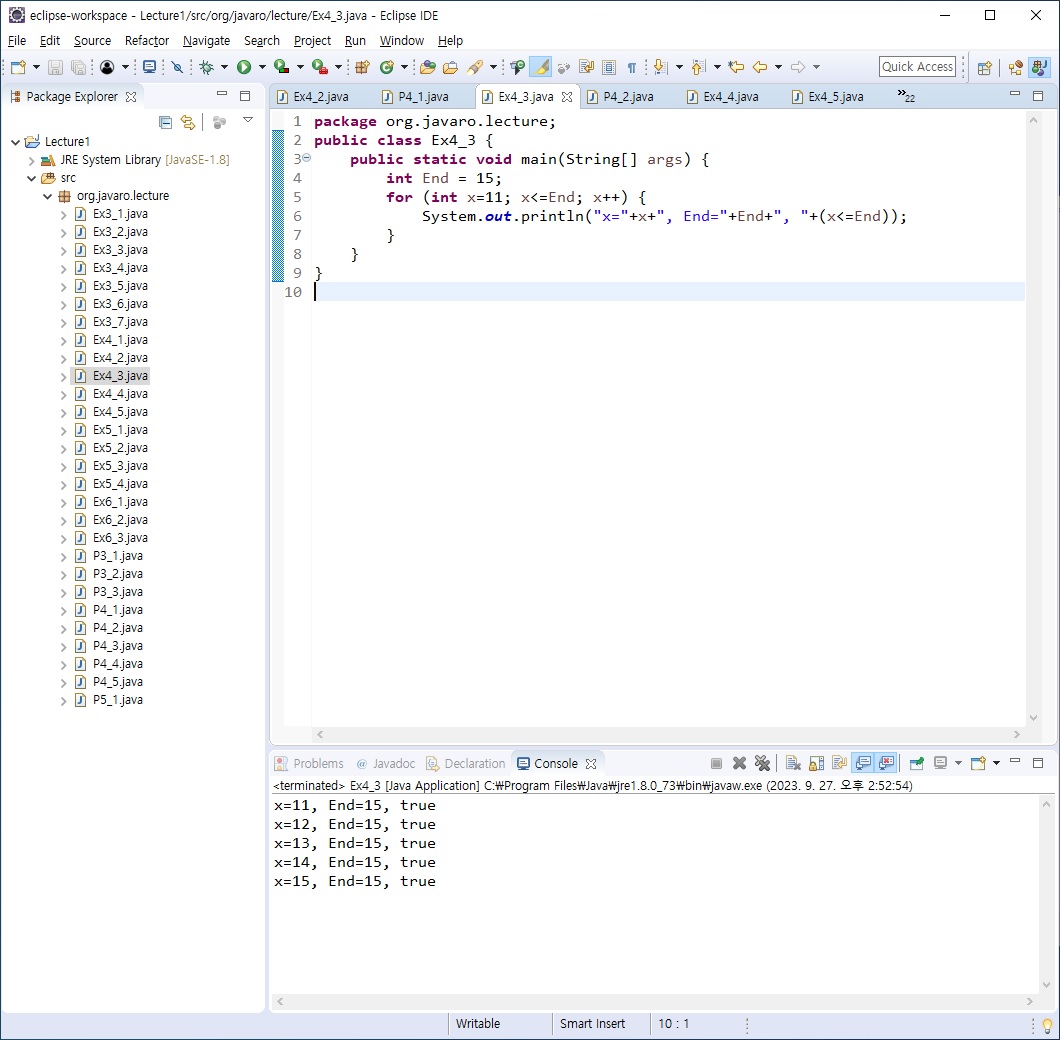 eclipse-workspace - Lecture1/src/org/javaro/lecture/Ex4_3.java - Eclipse IDE
File Edit Source Refactor Navigate Search Project Run Window Help
Quick Access
Package Explorer
Lecture1
JRE System Library [JavaSE-1.8]
src
org.javaro.lecture
Ex3_1.java
Ex3_2.java
Ex3_3.java
Ex3_4.java
Ex3_5.java
Ex3_6.java
Ex3_7.java
Ex4_1.java
Ex4_2.java
Ex4_3.java
Ex4_4.java
Ex4_5.java
Ex5_1.java
Ex5_2.java
Ex5_3.java
Ex5_4.java
Ex6_1.java
Ex6_2.java
Ex6_3.java
P3_1.java
P3_2.java
P3_3.java
P4_1.java
P4_2.java
P4_3.java
P4_4.java
P4_5.java
P5_1.java
Ex4_2.java P4_1.java Ex4_3.java P4_2.java Ex4_4.java Ex4_5.java »22
1 package org.javaro.lecture;
2 public class Ex4_3 {
3 public static void main(String[] args) {
4 int End = 15;
5 for (int x=11; x<=End; x++) {
6 System.out.println("x="+x+", End="+End+", "+(x<=End));
7 }
8 }
9 }
10
Problems @ Javadoc Declaration Console
<terminated> Ex4_3 [Java Application] C:₩Program Files₩Java₩jre1.8.0_73₩bin₩javaw.exe (2023. 9. 27. 오후 2:52:54)
x=11, End=15, true
x=12, End=15, true
x=13, End=15, true
x=14, End=15, true
x=15, End=15, true
Writable Smart Insert 10 : 1